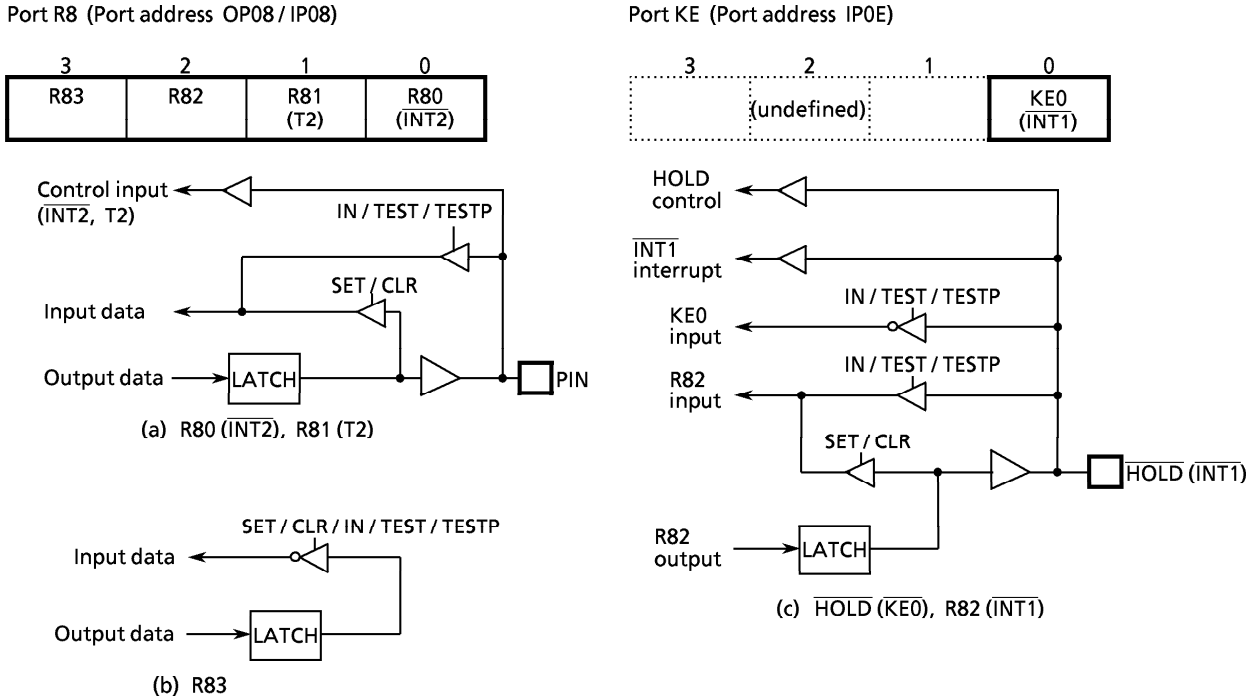 Port R8 (Port address OP08 / IP08)
3 2 1 0
R83 R82 R81 R80
(T2) (INT2)
Control input
(INT2, T2)
IN / TEST / TESTP
SET / CLR
Input data
Output data LATCH PIN
(a) R80 (INT2), R81 (T2)
SET / CLR / IN / TEST / TESTP
Input data
Output data LATCH
(b) R83
Port KE (Port address IP0E)
3 2 1 0
(undefined) KE0
(INT1)
HOLD
control
INT1
interrupt
IN / TEST / TESTP
KE0
input
IN / TEST / TESTP
R82
input
SET / CLR
HOLD (INT1)
R82
output
LATCH
(c) HOLD (KE0), R82 (INT1)